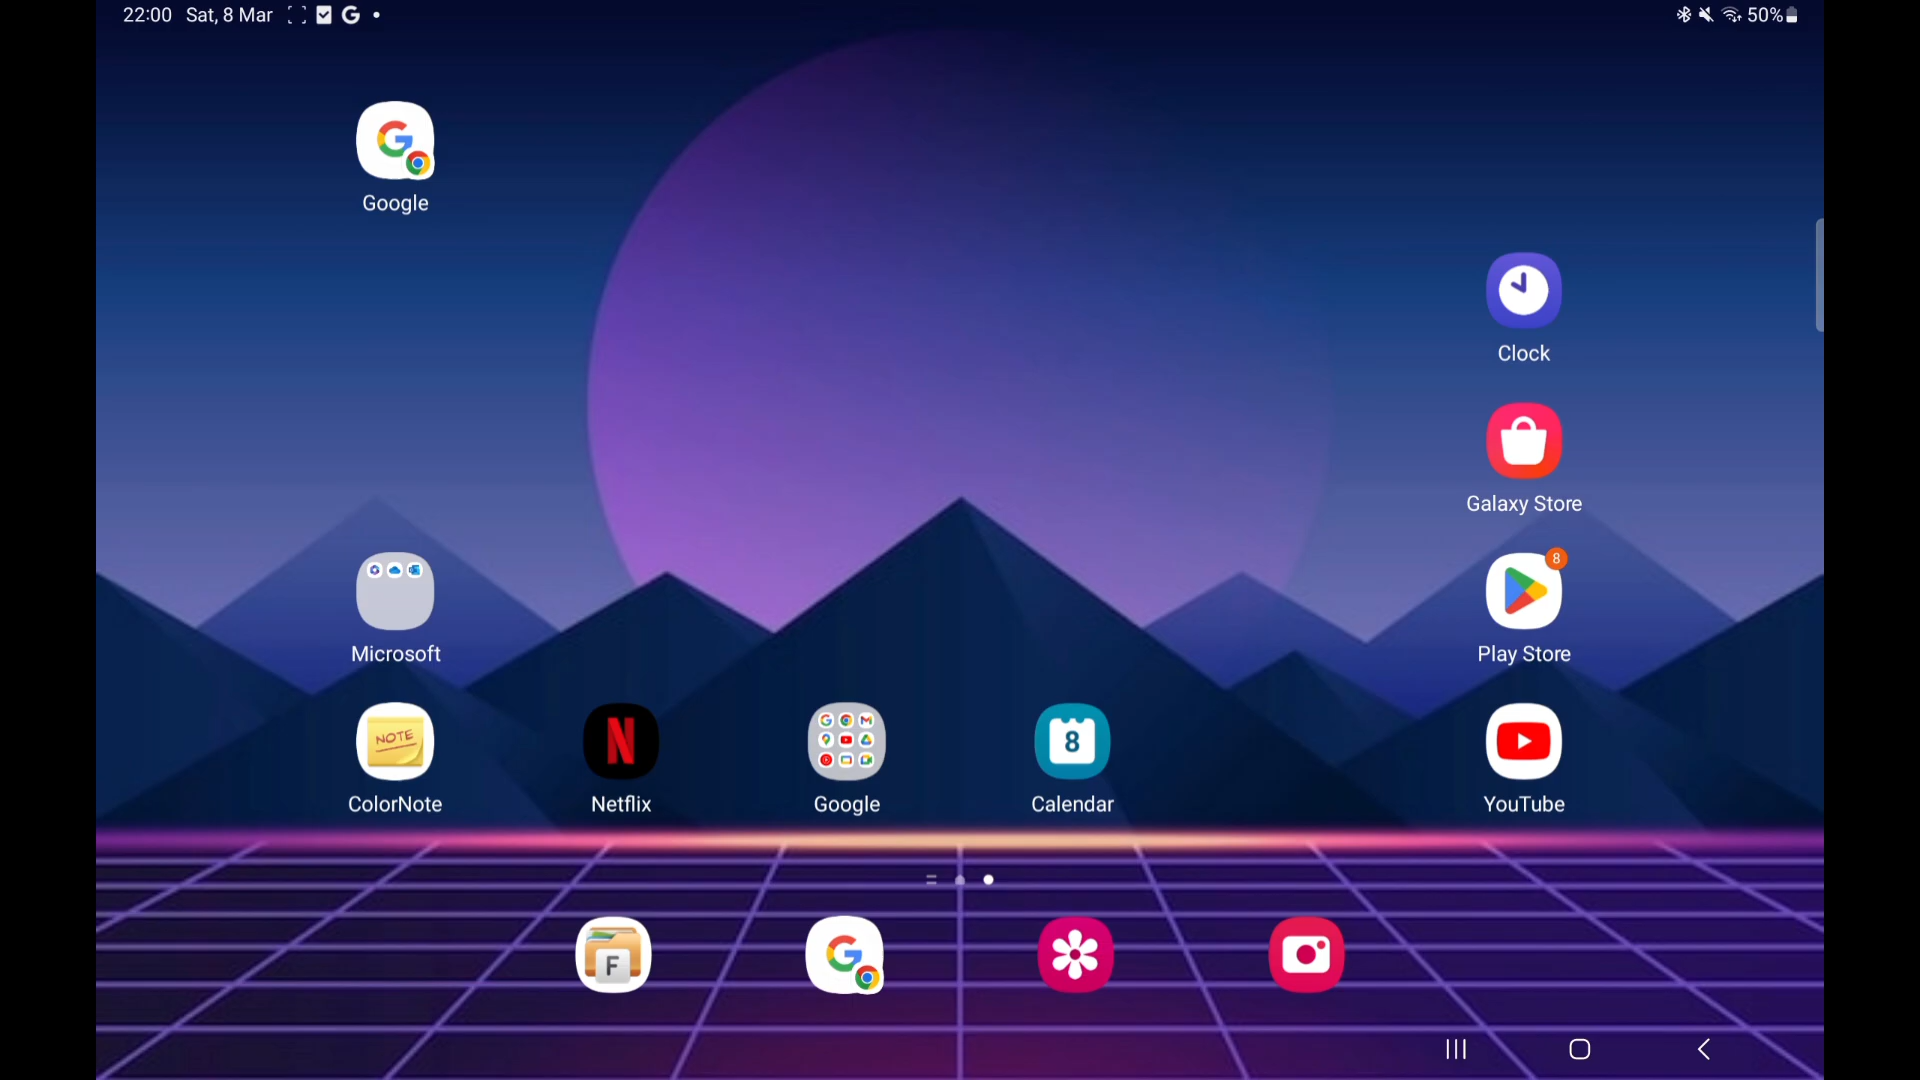 22:00 Sat, 8 Mar
50%
Google
Clock
Galaxy Store
8
Microsoft
Play Store
NOTE
N
8
ColorNote
Netflix
Google
Calendar
YouTube
F